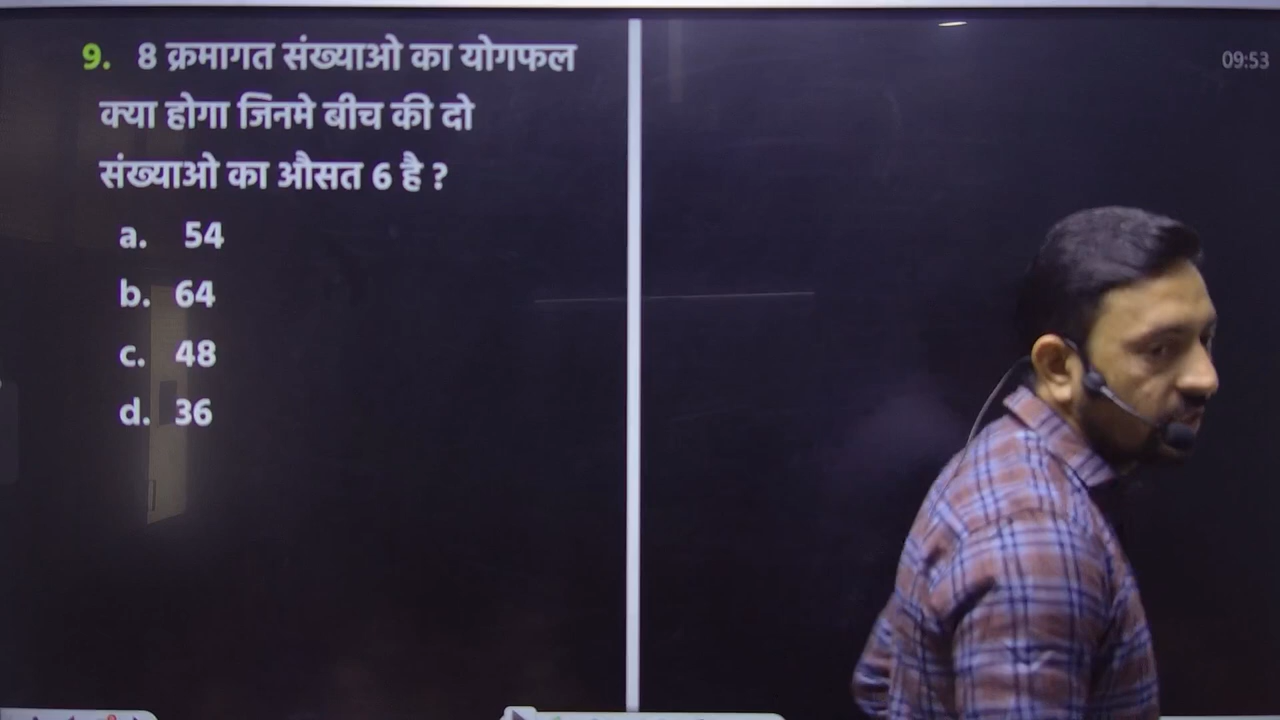 9. 8 क्रमागत संख्याओ का योगफल
क्या होगा जिनमे बीच की दो
संख्याओ का औसत 6 है ?
a. 54
b. 64
c. 48
d. 36
09:53